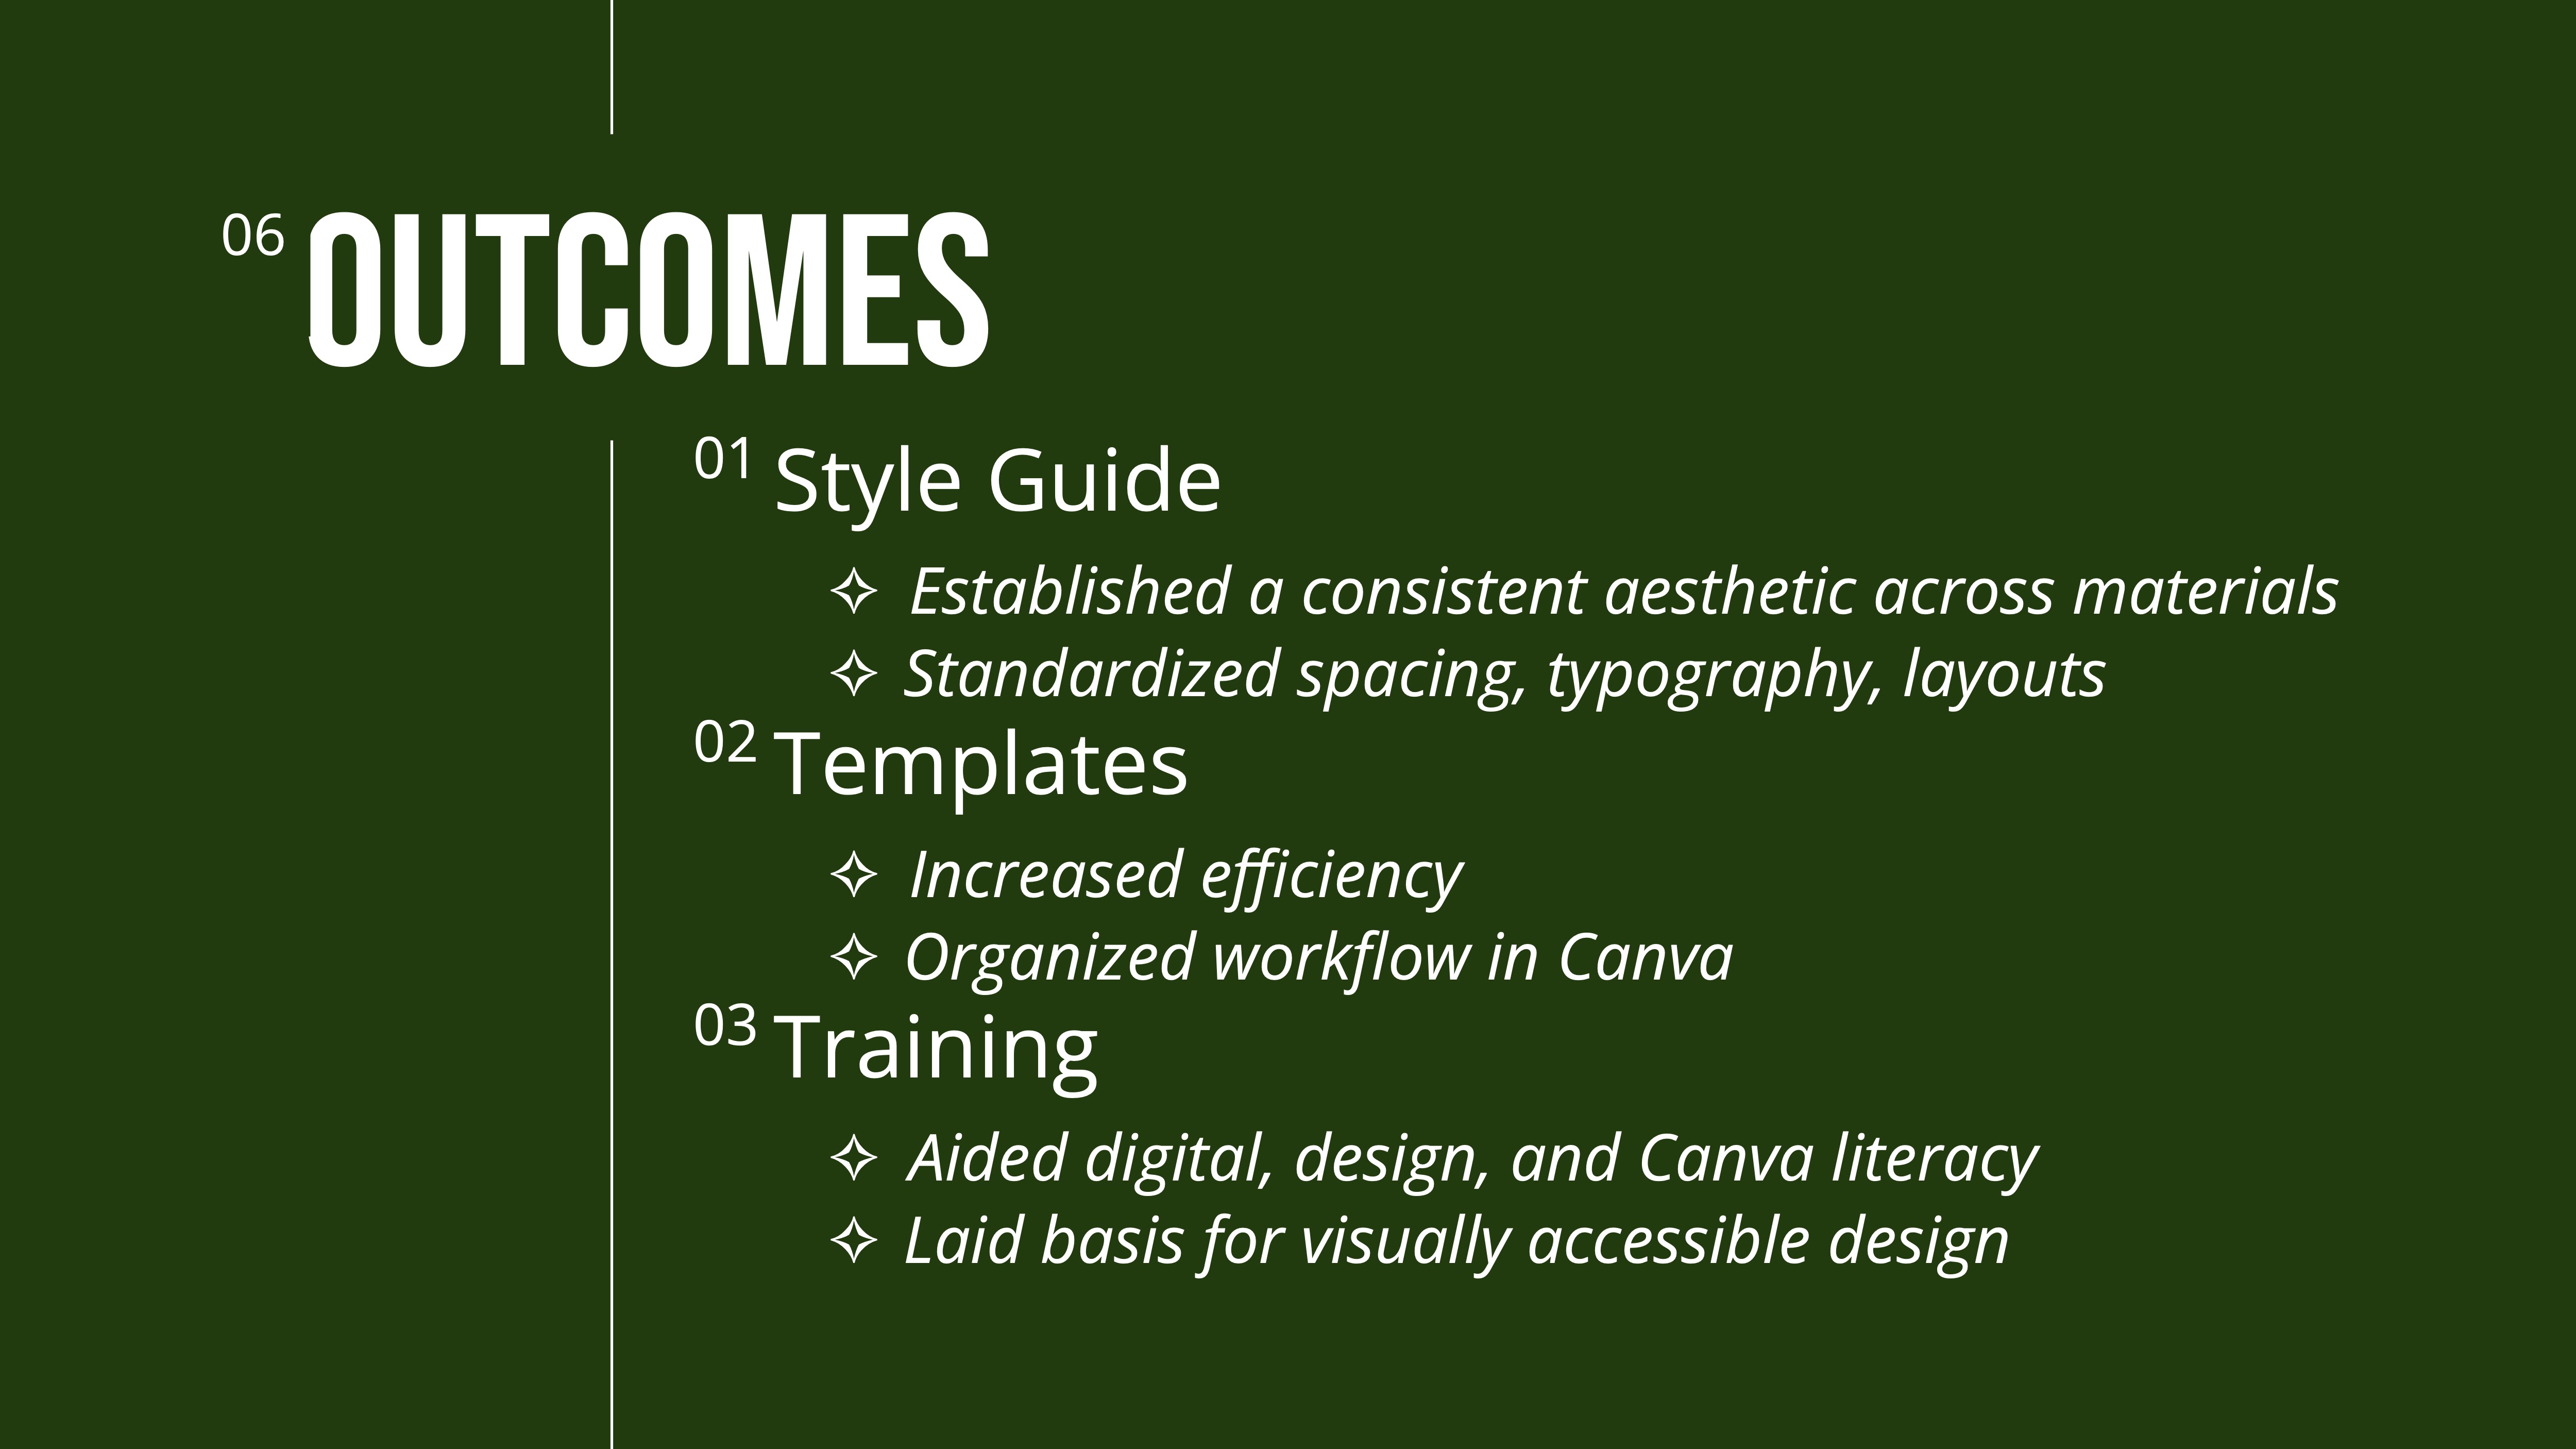 06 OUTCOMES
01 Style Guide
✧ Established a consistent aesthetic across materials
✧ Standardized spacing, typography, layouts
02 Templates
✧ Increased efficiency
✧ Organized workflow in Canva
03 Training
✧ Aided digital, design, and Canva literacy
✧ Laid basis for visually accessible design